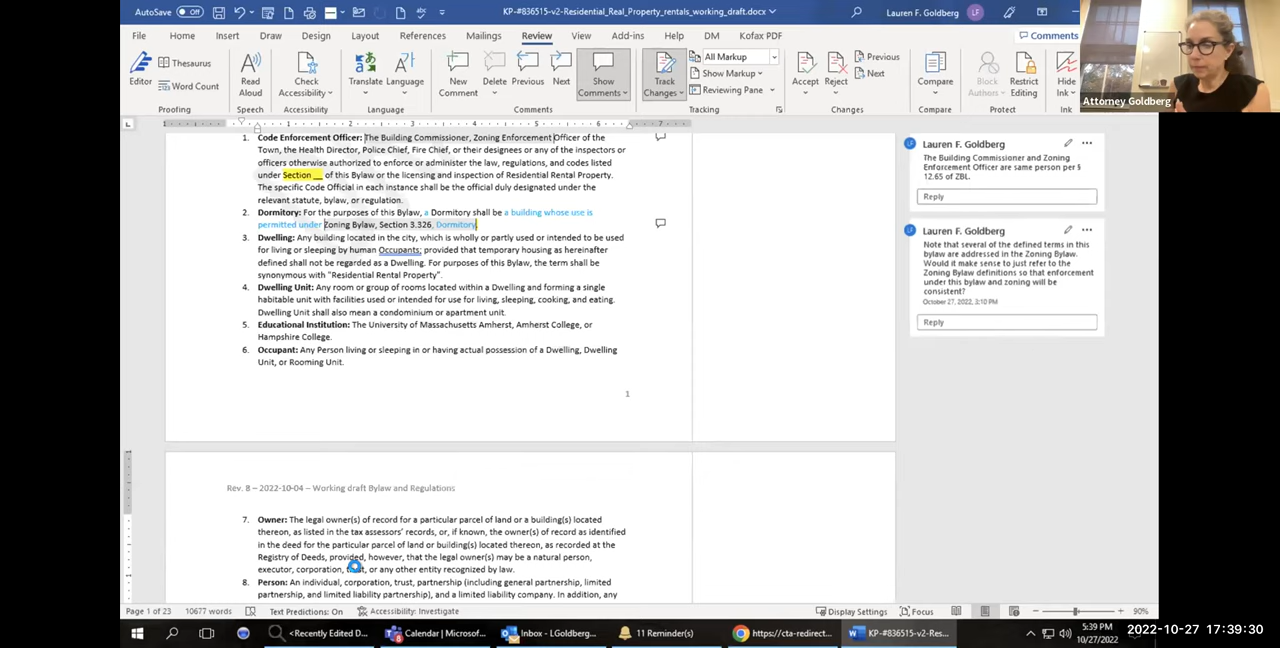 AutoSave Off KP-#836515-v2-Residential_Real_Property_rentals_working_draft.docx Lauren F. Goldberg LF
File Home Insert Draw Design Layout References Mailings Review View Add-ins Help DM Kofax PDF Comments
Editor Thesaurus Word Count Read Aloud Check Accessibility Translate Language New Comment Delete Previous Next Show Comments Track Changes All Markup Show Markup Reviewing Pane Accept Reject Previous Next Compare Block Authors Restrict Editing Hide Ink
Proofing Speech Accessibility Language Comments Tracking Changes Compare Protect Ink
Attorney Goldberg
1. Code Enforcement Officer: The Building Commissioner, Zoning Enforcement Officer of the
Town, the Health Director, Police Chief, Fire Chief, or their designees or any of the inspectors or
officers otherwise authorized to enforce or administer the law, regulations, and codes listed
under Section __ of this Bylaw or the licensing and inspection of Residential Rental Property.
The specific Code Official in each instance shall be the official duly designated under the
relevant statute, bylaw, or regulation.
2. Dormitory: For the purposes of this Bylaw, a Dormitory shall be a building whose use is
permitted under Zoning Bylaw, Section 3.326, Dormitory.
3. Dwelling: Any building located in the city, which is wholly or partly used or intended to be used
for living or sleeping by human Occupants; provided that temporary housing as hereinafter
defined shall not be regarded as a Dwelling. For purposes of this Bylaw, the term shall be
synonymous with "Residential Rental Property".
4. Dwelling Unit: Any room or group of rooms located within a Dwelling and forming a single
habitable unit with facilities used or intended for use for living, sleeping, cooking, and eating.
Dwelling Unit shall also mean a condominium or apartment unit.
5. Educational Institution: The University of Massachusetts Amherst, Amherst College, or
Hampshire College.
6. Occupant: Any Person living or sleeping in or having actual possession of a Dwelling, Dwelling
Unit, or Rooming Unit.
1
Rev. 8 – 2022-10-04 – Working draft Bylaw and Regulations
7. Owner: The legal owner(s) of record for a particular parcel of land or a building(s) located
thereon, as listed in the tax assessors' records, or, if known, the owner(s) of record as identified
in the deed for the particular parcel of land or building(s) located thereon, as recorded at the
Registry of Deeds, provided, however, that the legal owner(s) may be a natural person,
executor, corporation, trust, or any other entity recognized by law.
8. Person: An individual, corporation, trust, partnership (including general partnership, limited
partnership, and limited liability partnership), and a limited liability company. In addition, any
LF Lauren F. Goldberg
The Building Commissioner and Zoning
Enforcement Officer are same person per §
12.65 of ZBL.
Reply
LF Lauren F. Goldberg
Note that several of the defined terms in this
bylaw are addressed in the Zoning Bylaw.
Would it make sense to just refer to the
Zoning Bylaw definitions so that enforcement
under this bylaw and zoning will be
consistent?
October 27, 2022, 3:10 PM
Reply
Page 1 of 23 10677 words Text Predictions: On Accessibility: Investigate Display Settings Focus 90%
<Recently Edited D... Calendar | Microsof... Inbox - LGoldberg... 11 Reminder(s) https://cta-redirect... KP-#836515-v2-Res...
5:39 PM
10/27/2022
2022-10-27 17:39:30